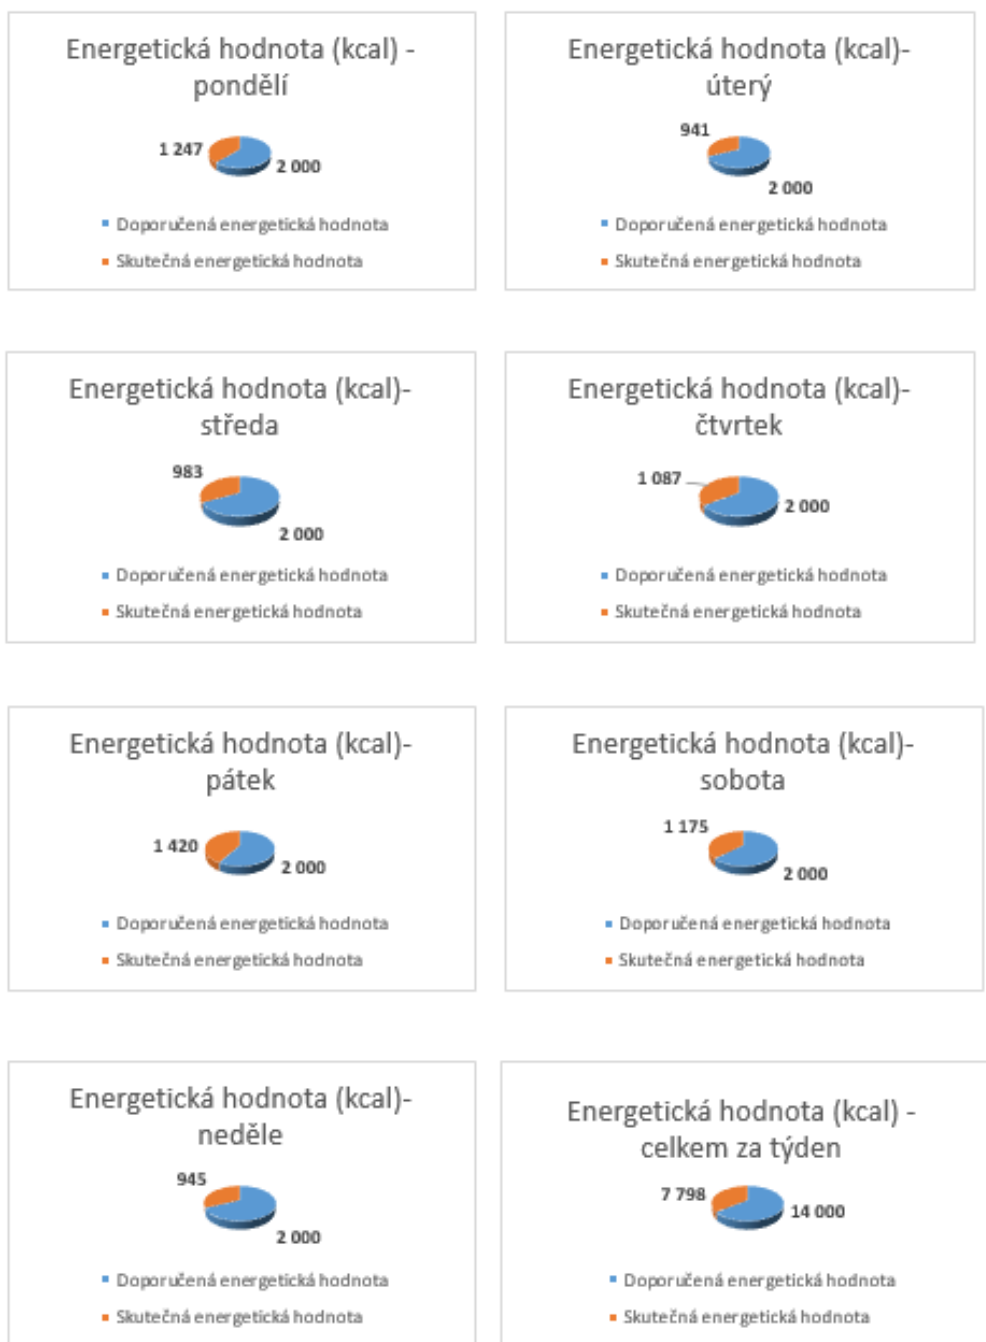 Energetická hodnota (kcal) -
pondělí
1 247
2 000
Doporučená energetická hodnota
Skutečná energetická hodnota
Energetická hodnota (kcal)-
úterý
941
2 000
Doporučená energetická hodnota
Skutečná energetická hodnota
Energetická hodnota (kcal)-
středa
983
2 000
Doporučená energetická hodnota
Skutečná energetická hodnota
Energetická hodnota (kcal)-
čtvrtek
1 087
2 000
Doporučená energetická hodnota
Skutečná energetická hodnota
Energetická hodnota (kcal)-
pátek
1 420
2 000
Doporučená energetická hodnota
Skutečná energetická hodnota
Energetická hodnota (kcal)-
sobota
1 175
2 000
Doporučená energetická hodnota
Skutečná energetická hodnota
Energetická hodnota (kcal)-
neděle
945
2 000
Doporučená energetická hodnota
Skutečná energetická hodnota
Energetická hodnota (kcal) -
celkem za týden
7 798
14 000
Doporučená energetická hodnota
Skutečná energetická hodnota